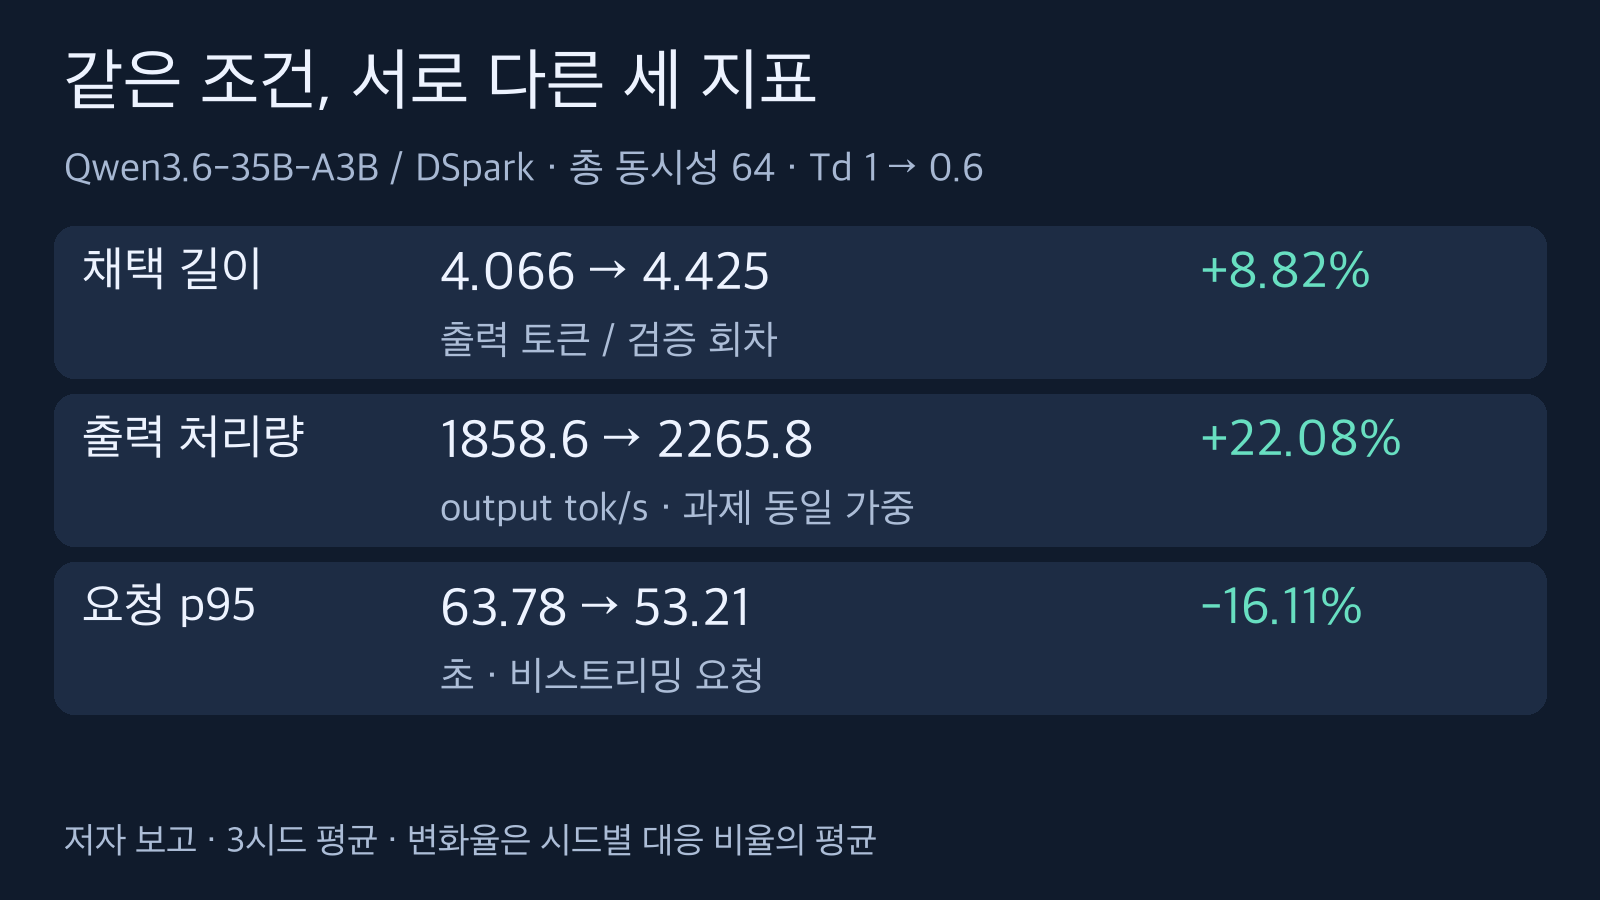 같은 조건, 서로 다른 세 지표
Qwen3.6-35B-A3B / DSpark · 총 동시성 64 · Td 1 → 0.6
채택 길이
4.066 → 4.425
+8.82%
출력 토큰 / 검증 회차
출력 처리량
1858.6 → 2265.8
+22.08%
output tok/s · 과제 동일 가중
요청 p95
63.78 → 53.21
-16.11%
초 · 비스트리밍 요청
저자 보고 · 3시드 평균 · 변화율은 시드별 대응 비율의 평균